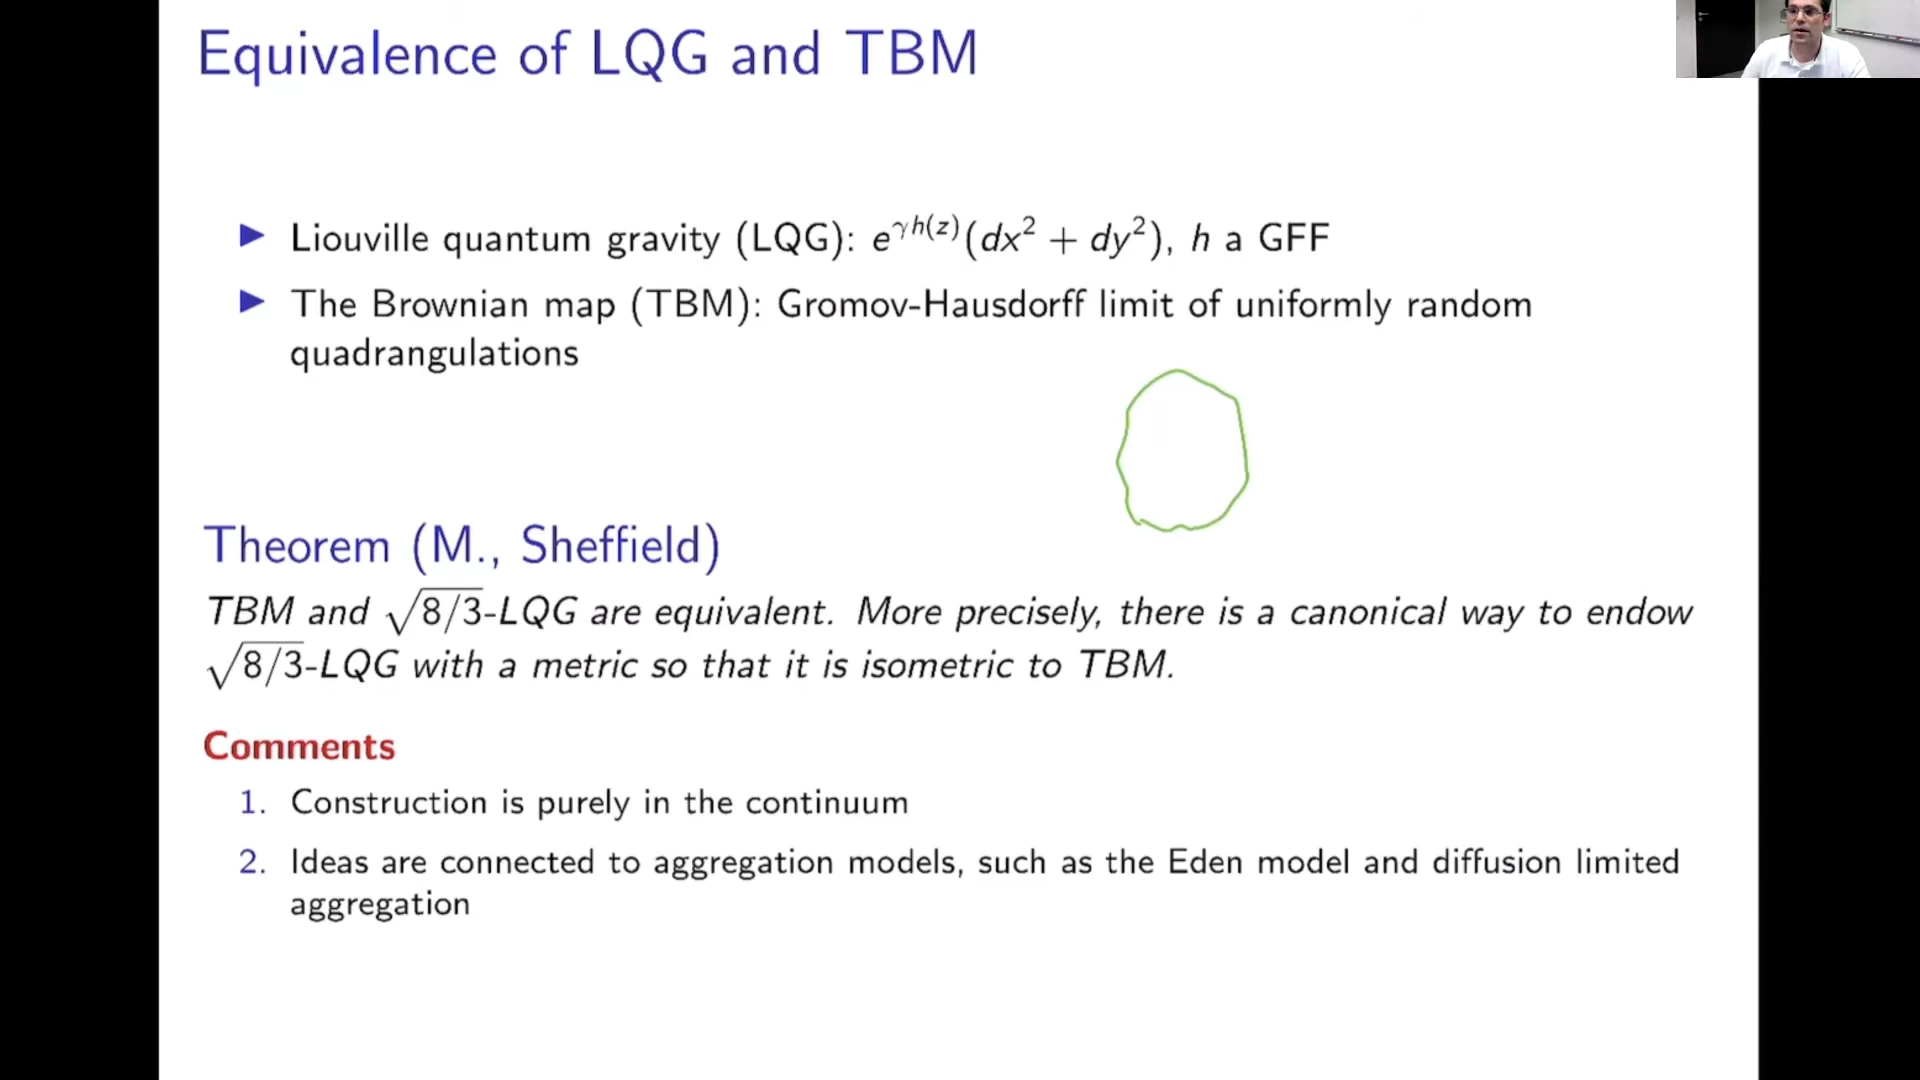 Equivalence of LQG and TBM
▶ Liouville quantum gravity (LQG): e^{γh(z)}(dx² + dy²), h a GFF
▶ The Brownian map (TBM): Gromov-Hausdorff limit of uniformly random
quadrangulations
Theorem (M., Sheffield)
TBM and √8/3-LQG are equivalent. More precisely, there is a canonical way to endow
√8/3-LQG with a metric so that it is isometric to TBM.
Comments
1. Construction is purely in the continuum
2. Ideas are connected to aggregation models, such as the Eden model and diffusion limited
aggregation